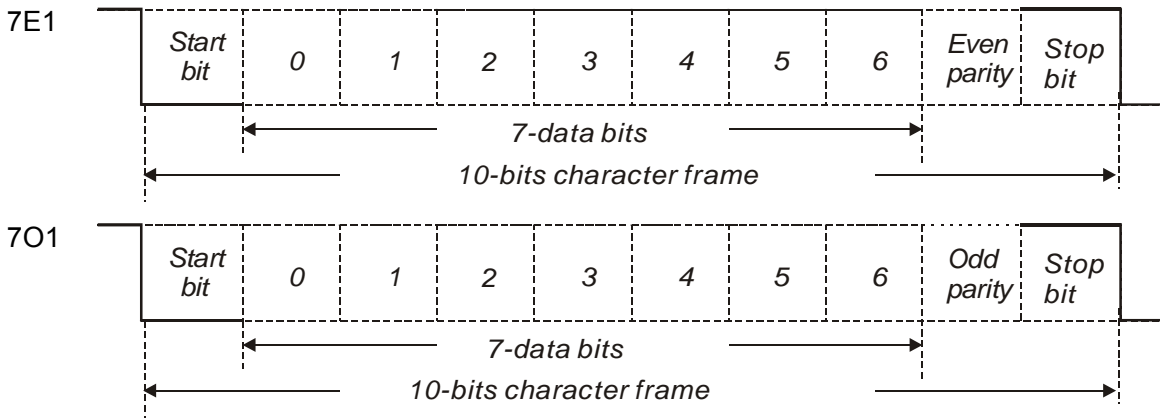 7E1
Start bit 0 1 2 3 4 5 6 Even parity Stop bit
7-data bits
10-bits character frame
7O1
Start bit 0 1 2 3 4 5 6 Odd parity Stop bit
7-data bits
10-bits character frame